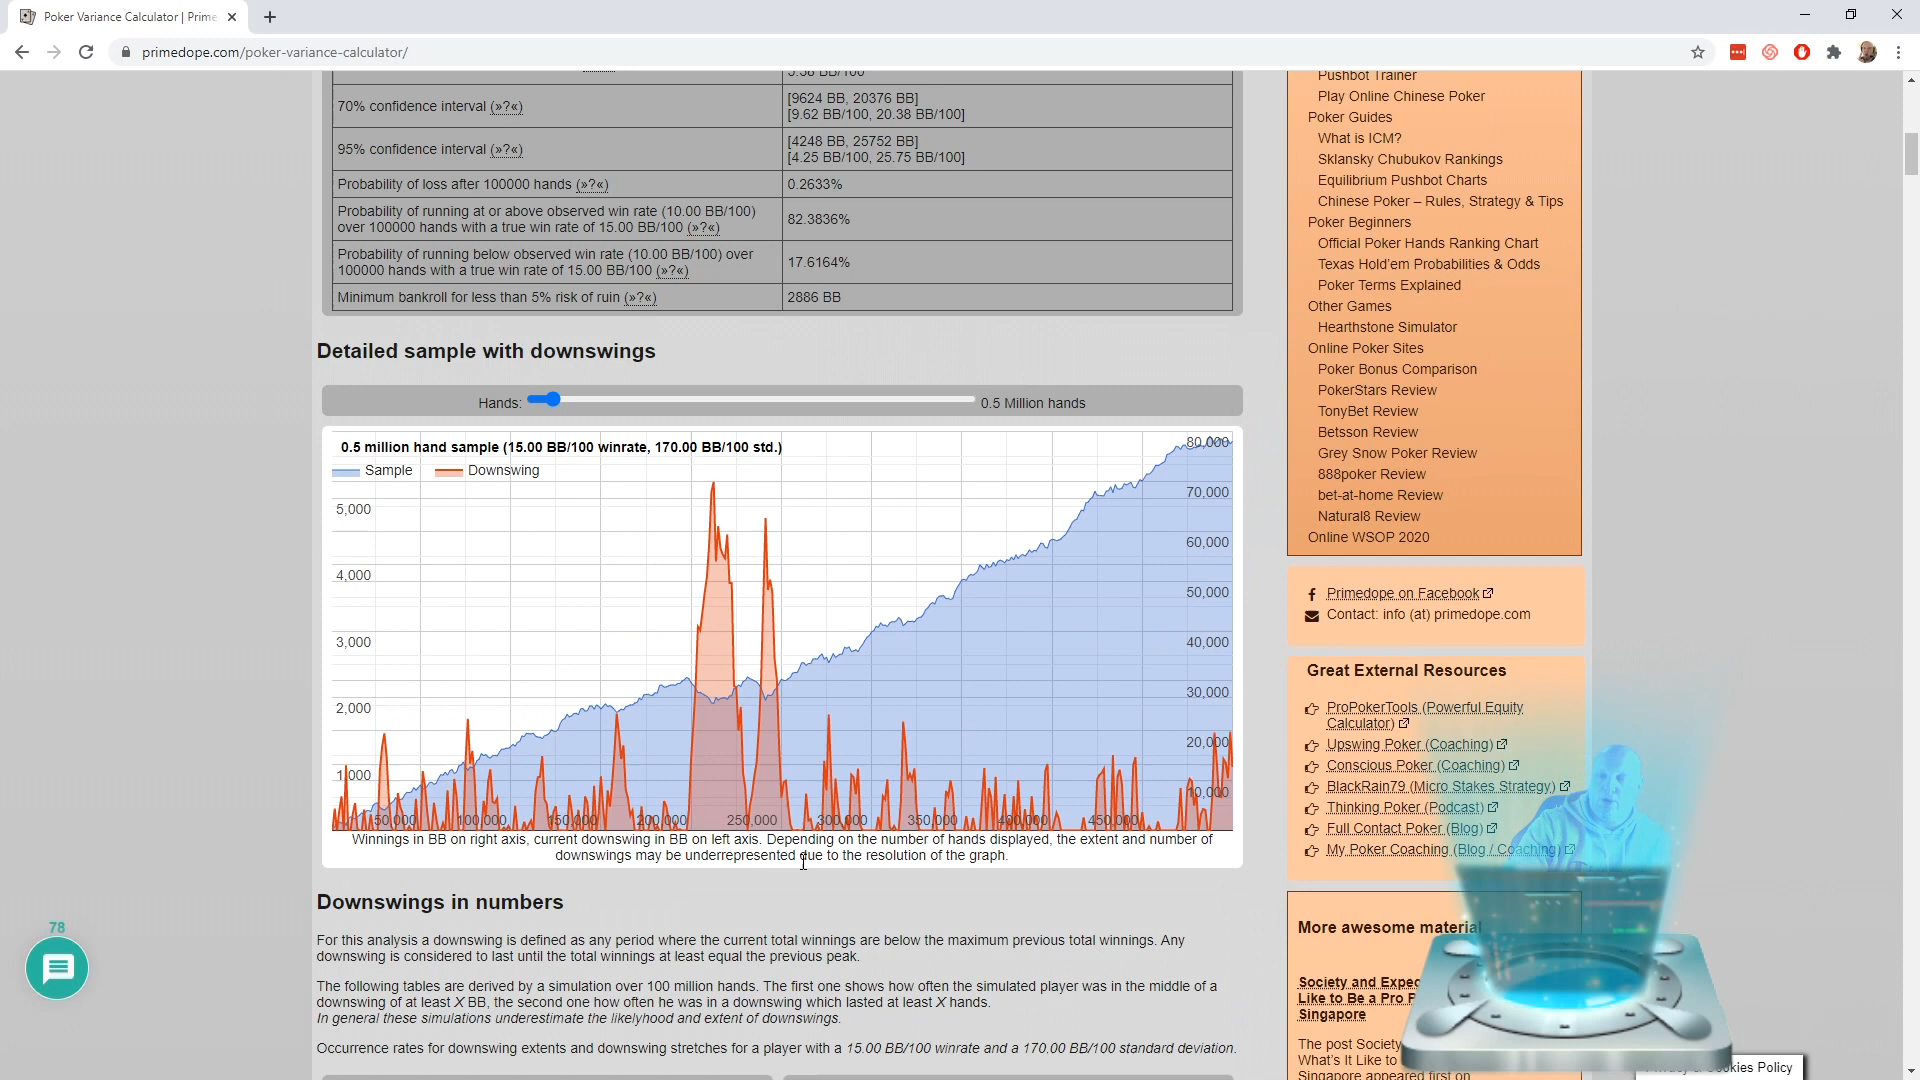 Poker Variance Calculator | Prime
primedope.com/poker-variance-calculator/
70% confidence interval (»?«)
[9624 BB, 20376 BB]
[9.62 BB/100, 20.38 BB/100]
95% confidence interval (»?«)
[4248 BB, 25752 BB]
[4.25 BB/100, 25.75 BB/100]
Probability of loss after 100000 hands (»?«)
0.2633%
Probability of running at or above observed win rate (10.00 BB/100)
over 100000 hands with a true win rate of 15.00 BB/100 (»?«)
82.3836%
Probability of running below observed win rate (10.00 BB/100) over
100000 hands with a true win rate of 15.00 BB/100 (»?«)
17.6164%
Minimum bankroll for less than 5% risk of ruin (»?«)
2886 BB
Detailed sample with downswings
Hands:
0.5 Million hands
0.5 million hand sample (15.00 BB/100 winrate, 170.00 BB/100 std.)
Sample
Downswing
5,000
4,000
3,000
2,000
1,000
80,000
70,000
60,000
50,000
40,000
30,000
20,000
10,000
50,000
100,000
150,000
200,000
250,000
300,000
350,000
400,000
450,000
Winnings in BB on right axis, current downswing in BB on left axis. Depending on the number of hands displayed, the extent and number of
downswings may be underrepresented due to the resolution of the graph.
Downswings in numbers
For this analysis a downswing is defined as any period where the current total winnings are below the maximum previous total winnings. Any
downswing is considered to last until the total winnings at least equal the previous peak.
The following tables are derived by a simulation over 100 million hands. The first one shows how often the simulated player was in the middle of a
downswing of at least X BB, the second one how often he was in a downswing which lasted at least X hands.
In general these simulations underestimate the likelyhood and extent of downswings.
Occurrence rates for downswing extents and downswing stretches for a player with a 15.00 BB/100 winrate and a 170.00 BB/100 standard deviation.
78
Pushbot Trainer
Play Online Chinese Poker
Poker Guides
What is ICM?
Sklansky Chubukov Rankings
Equilibrium Pushbot Charts
Chinese Poker – Rules, Strategy & Tips
Poker Beginners
Official Poker Hands Ranking Chart
Texas Hold'em Probabilities & Odds
Poker Terms Explained
Other Games
Hearthstone Simulator
Online Poker Sites
Poker Bonus Comparison
PokerStars Review
TonyBet Review
Betsson Review
Grey Snow Poker Review
888poker Review
bet-at-home Review
Natural8 Review
Online WSOP 2020
Primedope on Facebook
Contact: info (at) primedope.com
Great External Resources
ProPokerTools (Powerful Equity
Calculator)
Upswing Poker (Coaching)
Conscious Poker (Coaching)
BlackRain79 (Micro Stakes Strategy)
Thinking Poker (Podcast)
Full Contact Poker (Blog)
My Poker Coaching (Blog / Coaching)
More awesome material
Society and
Like to Be a Pro
Singapore
The post Society
What's It Like to
Singapore appeared first on
Policy